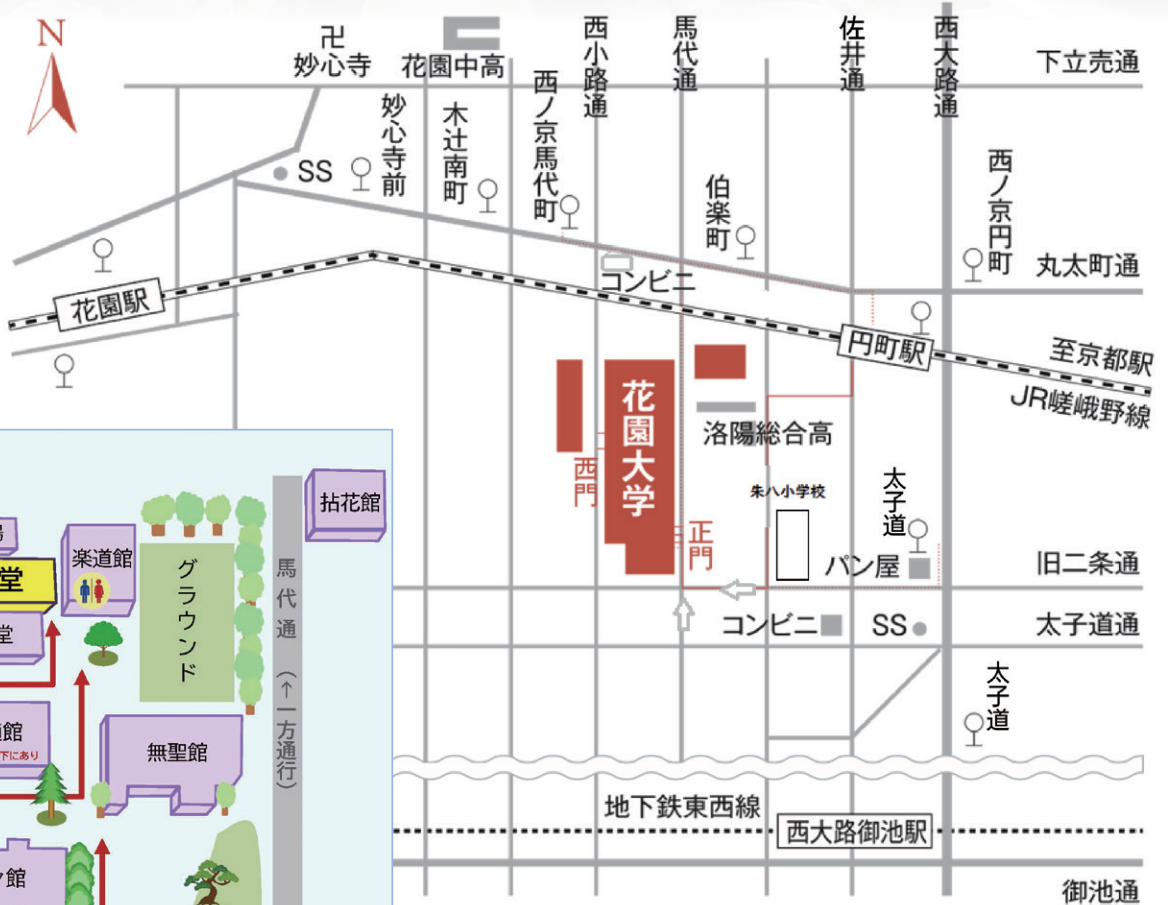 N
卍
妙心寺
花園中高
西小路通
馬代通
佐井通
西大路通
下立売通
SS
妙心寺前
木辻南町
西ノ京馬代町
伯楽町
西ノ京円町
丸太町通
コンビニ
花園駅
円町駅
至京都駅
JR嵯峨野線
花園大学
西門
正門
洛陽総合高
朱八小学校
太子道
パン屋
旧二条通
コンビニ
SS
太子道通
太子道
地下鉄東西線
西大路御池駅
御池通
拈花館
楽道館
グラウンド
馬代通(↑一方通行)
堂
堂
館
下にあり
無聖館
館